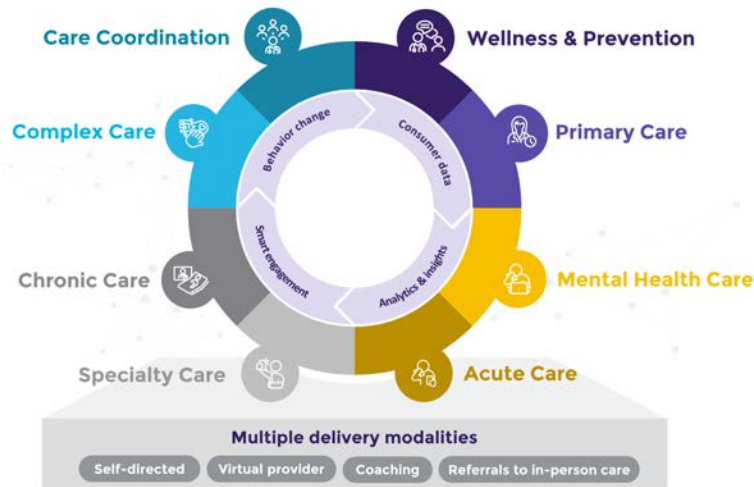 Care Coordination
Wellness & Prevention
Complex Care
Primary Care
Behavior change
Consumer data
Smart engagement
Analytics & insights
Chronic Care
Mental Health Care
Specialty Care
Acute Care
Multiple delivery modalities
Self-directed
Virtual provider
Coaching
Referrals to in-person care